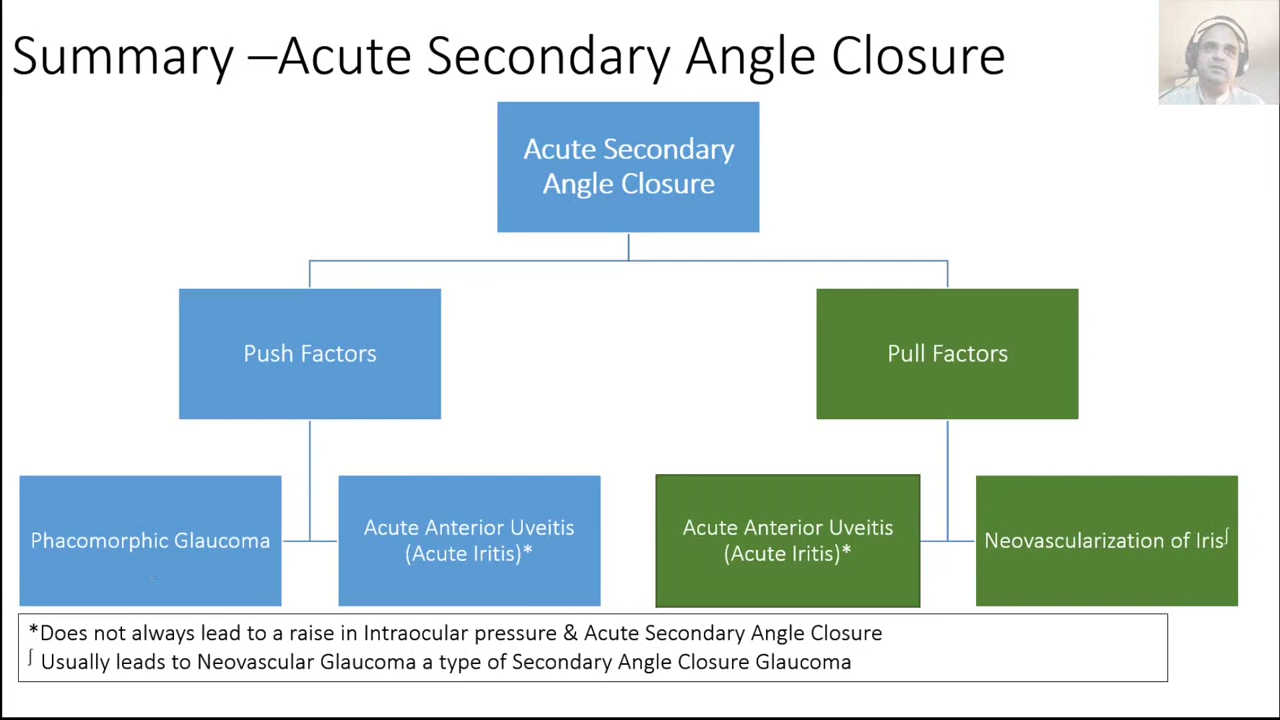 Summary –Acute Secondary Angle Closure
Acute Secondary
Angle Closure
Push Factors
Pull Factors
Phacomorphic Glaucoma
Acute Anterior Uveitis
(Acute Iritis)*
Acute Anterior Uveitis
(Acute Iritis)*
Neovascularization of Iris∫
*Does not always lead to a raise in Intraocular pressure & Acute Secondary Angle Closure
∫ Usually leads to Neovascular Glaucoma a type of Secondary Angle Closure Glaucoma